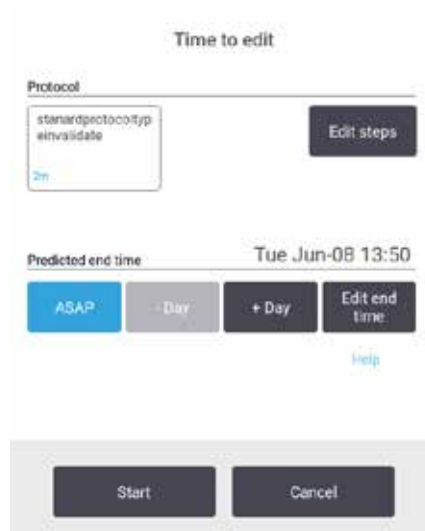 Time to edit
Protocol
stanardprotocoltyp
einvalidate
Edit steps
2m
Predicted end time
Tue Jun-08 13:50
ASAP
- Day
+ Day
Edit end
time
Help
Start
Cancel